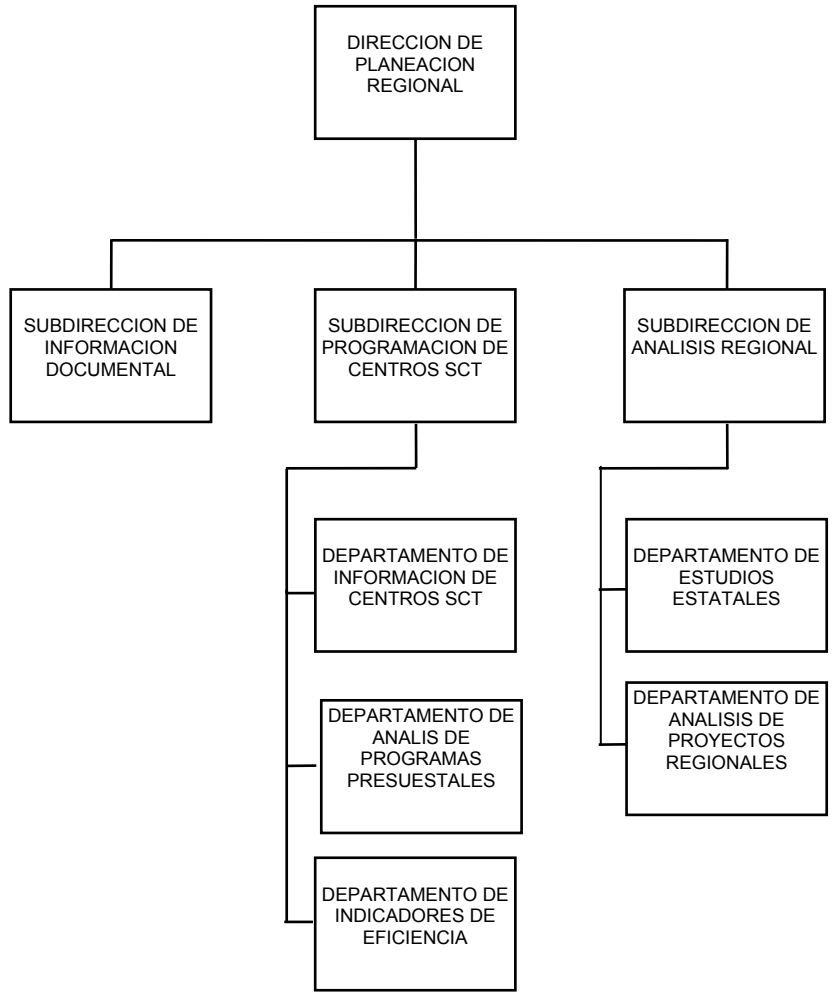 DIRECCION DE
PLANEACION
REGIONAL
SUBDIRECCION DE
INFORMACION
DOCUMENTAL
SUBDIRECCION DE
PROGRAMACION DE
CENTROS SCT
SUBDIRECCION DE
ANALISIS REGIONAL
DEPARTAMENTO DE
INFORMACION DE
CENTROS SCT
DEPARTAMENTO DE
ANALIS DE
PROGRAMAS
PRESUESTALES
DEPARTAMENTO DE
INDICADORES DE
EFICIENCIA
DEPARTAMENTO DE
ESTUDIOS
ESTATALES
DEPARTAMENTO DE
ANALISIS DE
PROYECTOS
REGIONALES